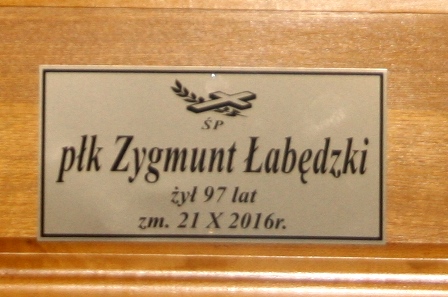 ŚP
płk Zygmunt Łabędzki
żył 97 lat
zm. 21 X 2016r.